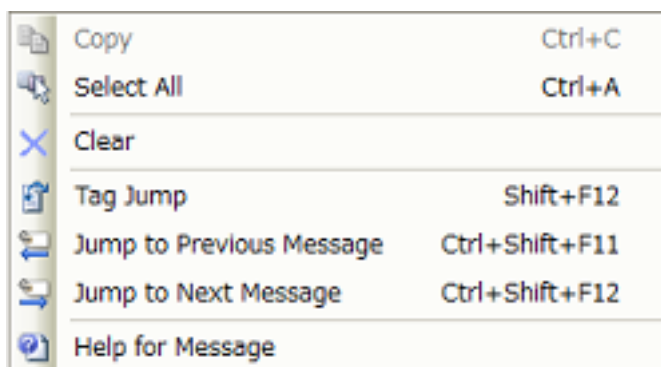 Copy Ctrl+C
Select All Ctrl+A
Clear
Tag Jump Shift+F12
Jump to Previous Message Ctrl+Shift+F11
Jump to Next Message Ctrl+Shift+F12
Help for Message